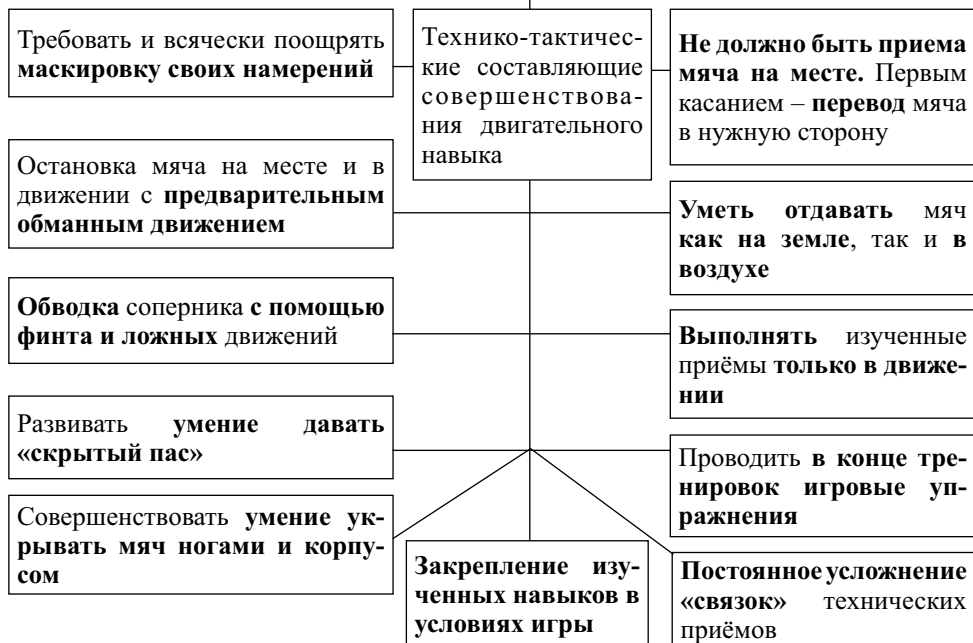 Требовать и всячески поощрять
маскировку своих намерений
Технико-тактичес-
кие составляющие
совершенствова-
ния двигательного
навыка
Не должно быть приема
мяча на месте. Первым
касанием – перевод мяча
в нужную сторону
Остановка мяча на месте и в
движении с предварительным
обманным движением
Уметь отдавать мяч
как на земле, так и в
воздухе
Обводка соперника с помощью
финта и ложных движений
Выполнять изученные
приёмы только в движе-
нии
Развивать умение давать
«скрытый пас»
Проводить в конце тре-
нировок игровые уп-
ражнения
Совершенствовать умение ук-
рывать мяч ногами и корпу-
сом
Закрепление изу-
ченных навыков в
условиях игры
Постоянное усложнение
«связок» технических
приёмов